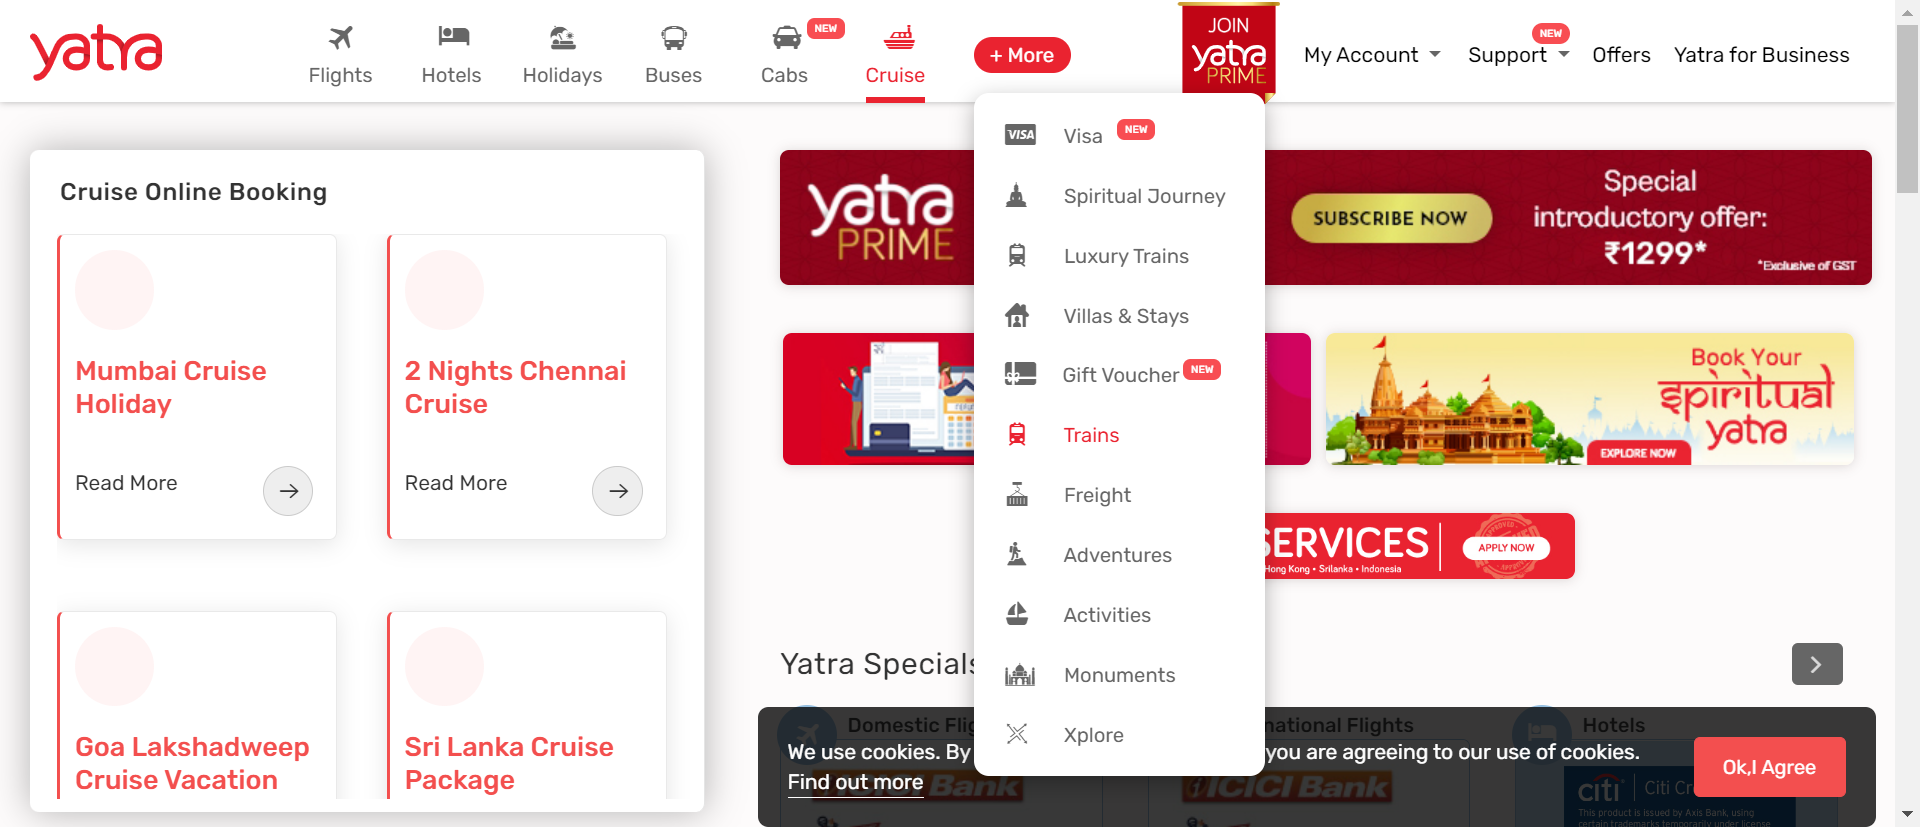 yatra
Flights
Hotels
Holidays
Buses
Cabs
NEW
Cruise
+ More
JOIN
yatra
PRIME
My Account
Support
NEW
Offers
Yatra for Business
Visa
NEW
VISA
Spiritual Journey
Luxury Trains
Villas & Stays
Gift Voucher
NEW
Trains
Freight
Adventures
Activities
Monuments
Xplore
Cruise Online Booking
Mumbai Cruise
Holiday
Read More
2 Nights Chennai
Cruise
Read More
Goa Lakshadweep
Cruise Vacation
Sri Lanka Cruise
Package
yatra
PRIME
SUBSCRIBE NOW
Special
introductory offer:
₹1299*
*Exclusive of GST
Book Your
spiritual
yatra
EXPLORE NOW
SERVICES
Hong Kong • Srilanka • Indonesia
APPLY NOW
Yatra Specials
Domestic Flig
national Flights
Hotels
We use cookies. By
you are agreeing to our use of cookies.
Find out more
Ok,I Agree
ICICI Bank
ICICI Bank
citi
Citi Cr
This product is issued by Axis Bank, using
certain trademarks temporarily under license